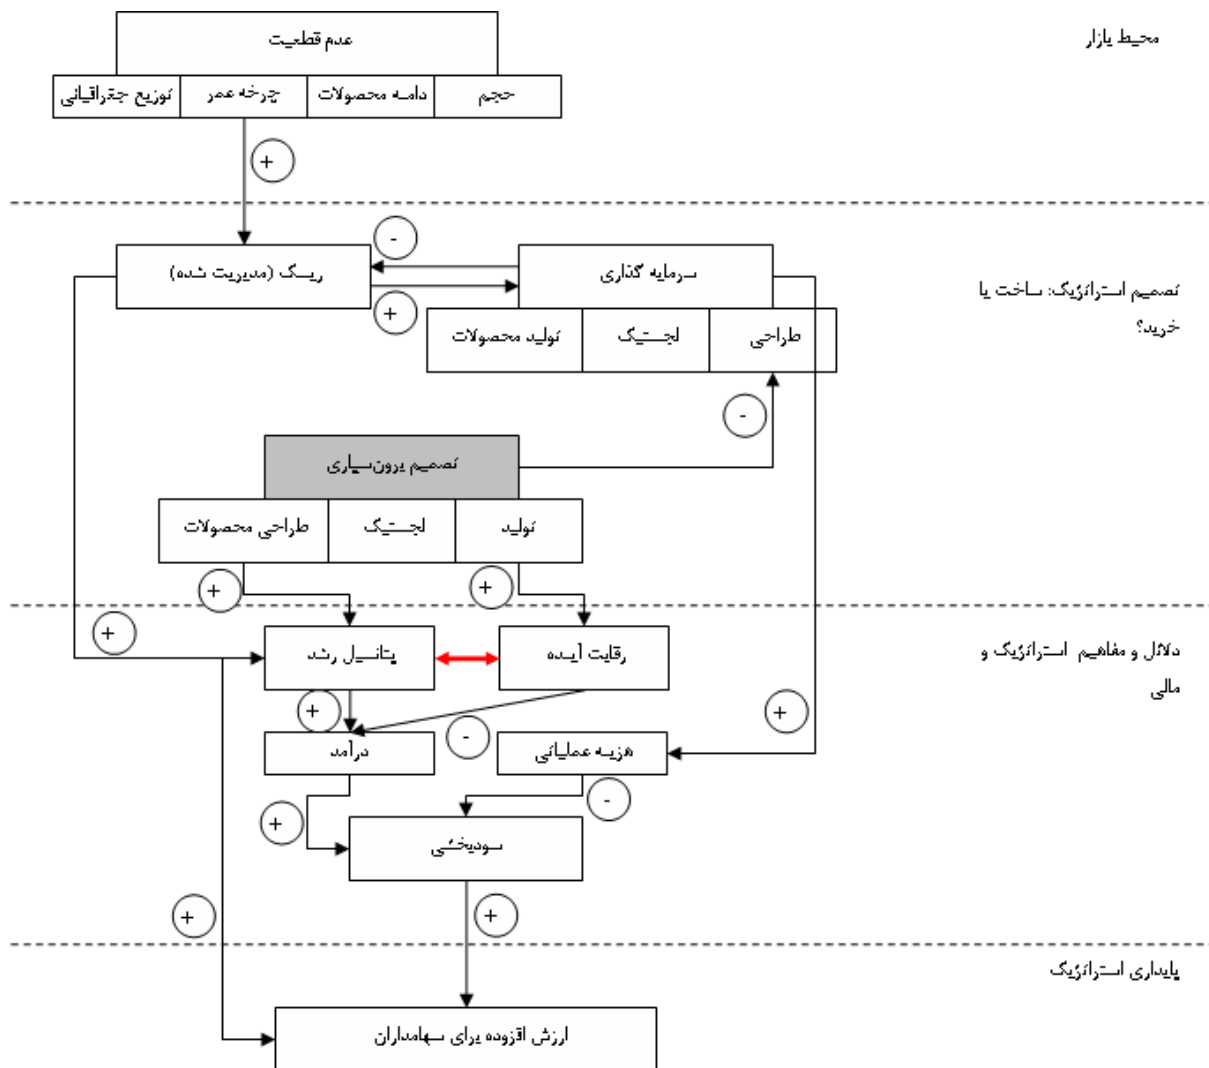 محیط بازار
عدم قطعیت
حجم
دامنه محصولات
چرخه عمر
توزیع جغرافیائی
+
-
سرمایه گذاری
ریسک (مدیریت شده)
تصمیم استراتژیک: ساخت یا
خرید؟
+
طراحی
لجستیک
تولید محصولات
-
تصمیم برون‌سپاری
تولید
لجستیک
طراحی محصولات
+
+
+
دلائل و مفاهیم استراتژیک و
مالی
رقابت آینده
پتانسیل رشد
+
+
-
هزینه عملیاتی
درآمد
-
+
سودبخشی
+
+
پایداری استراتژیک
ارزش افزوده برای سهامداران